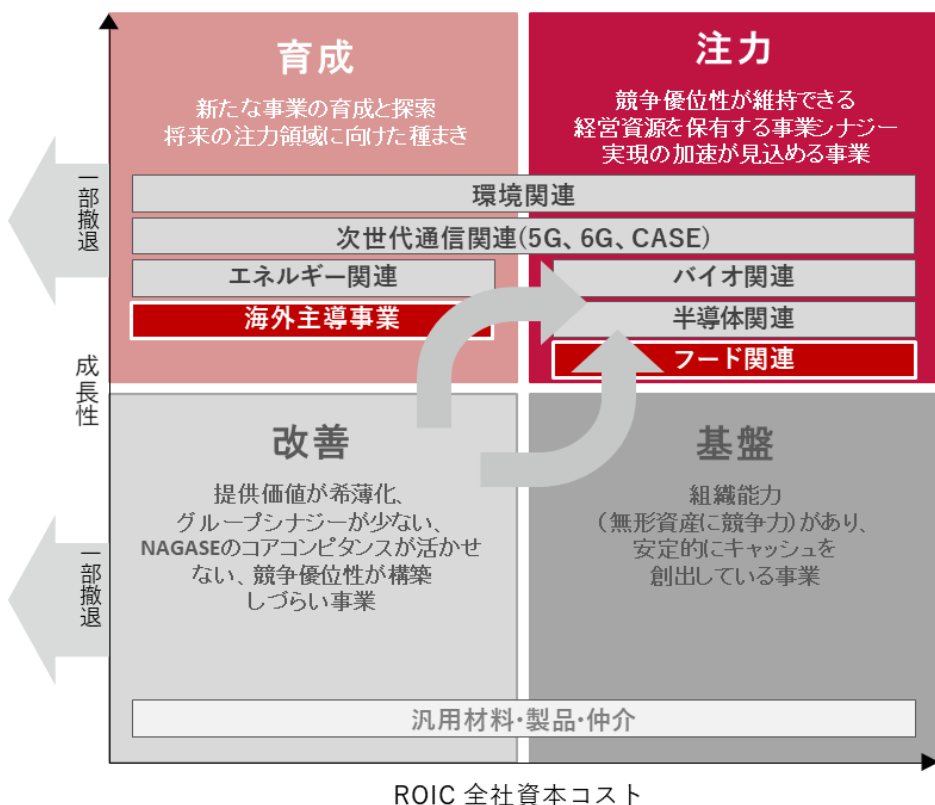 育成
新たな事業の育成と探索
将来の注力領域に向けた種まき
注力
競争優位性が維持できる
経営資源を保有する事業シナジー
実現の加速が見込める事業
環境関連
次世代通信関連(5G、6G、CASE)
エネルギー関連
海外主導事業
バイオ関連
半導体関連
フード関連
一部撤退
成長性
改善
提供価値が希薄化、
グループシナジーが少ない、
NAGASEのコアコンピタンスが活かせ
ない、競争優位性が構築
しづらい事業
基盤
組織能力
（無形資産に競争力）があり、
安定的にキャッシュを
創出している事業
一部撤退
汎用材料・製品・仲介
ROIC 全社資本コスト